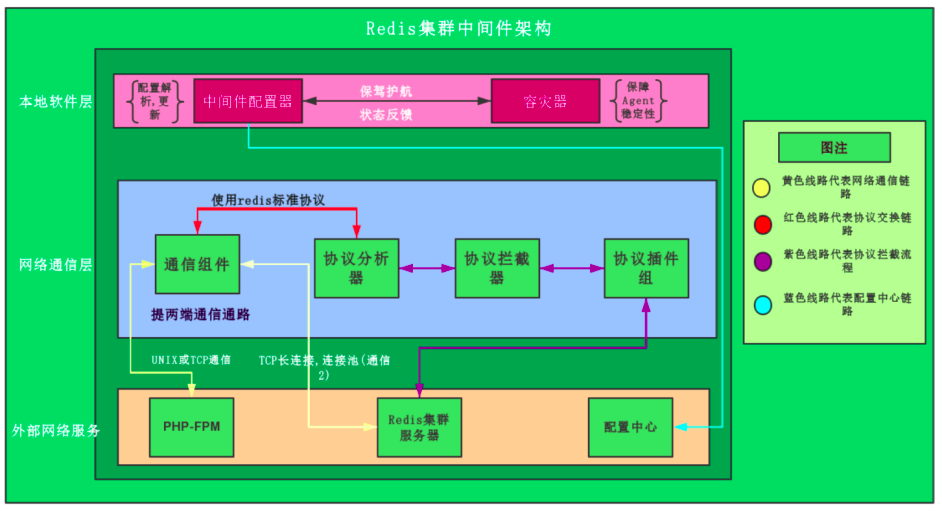 Redis集群中间件架构
本地软件层
配置解
析,更
新
中间件配置器
保驾护航
状态反馈
容灾器
保障
Agent
稳定性
图注
黄色线路代表网络通信链
路
红色线路代表协议交换链
路
紫色线路代表协议拦截流
程
蓝色线路代表配置中心链
路
网络通信层
使用redis标准协议
通信组件
协议分析
器
协议拦截
器
协议插件
组
提两端通信通路
UNIX或TCP通信
TCP长连接,连接池(通信
2)
外部网络服务
PHP-FPM
Redis集群
服务器
配置中心